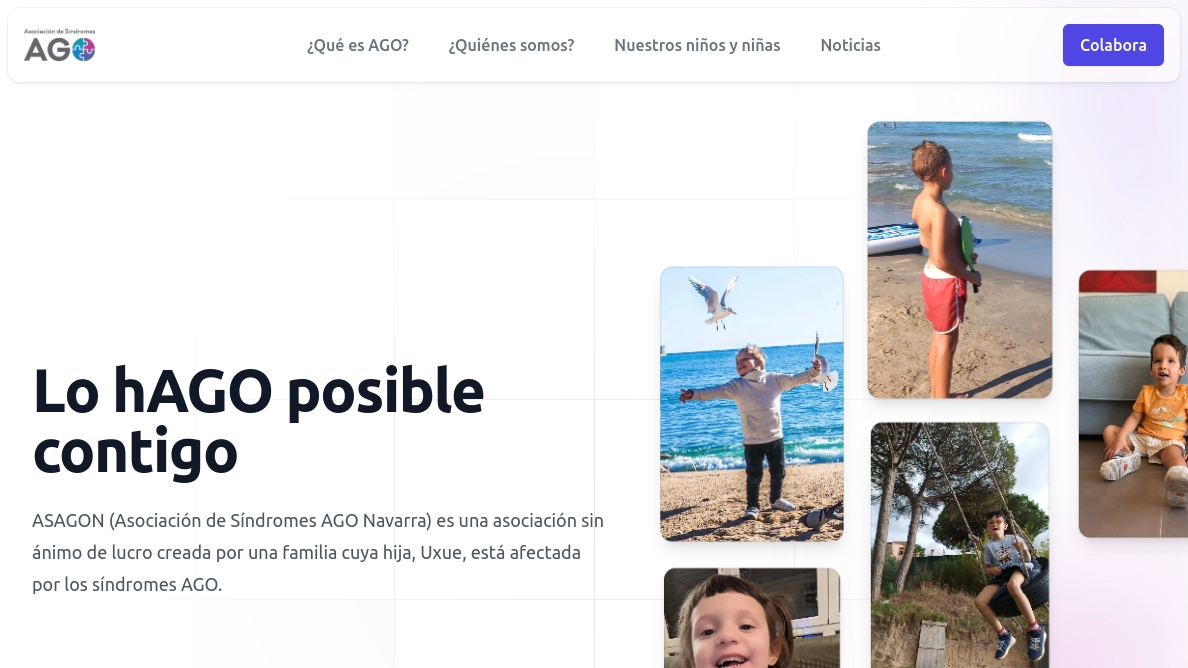 Asociación de Síndromes
AGO
¿Qué es AGO?
¿Quiénes somos?
Nuestros niños y niñas
Noticias
Colabora
Lo hAGO posible
contigo
ASAGON (Asociación de Síndromes AGO Navarra) es una asociación sin
ánimo de lucro creada por una familia cuya hija, Uxue, está afectada
por los síndromes AGO.